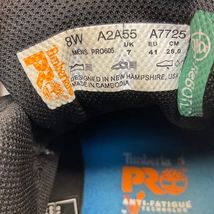 8W A2A55 A7725
UK EU CM
MENS PRO605 7 41 26.0
DESIGNED IN NEW HAMPSHIRE, USA
MADE IN CAMBODIA
Timberland
PRO
Timberland
PRO
ANTI-FATIGUE
TECHNOLOGY